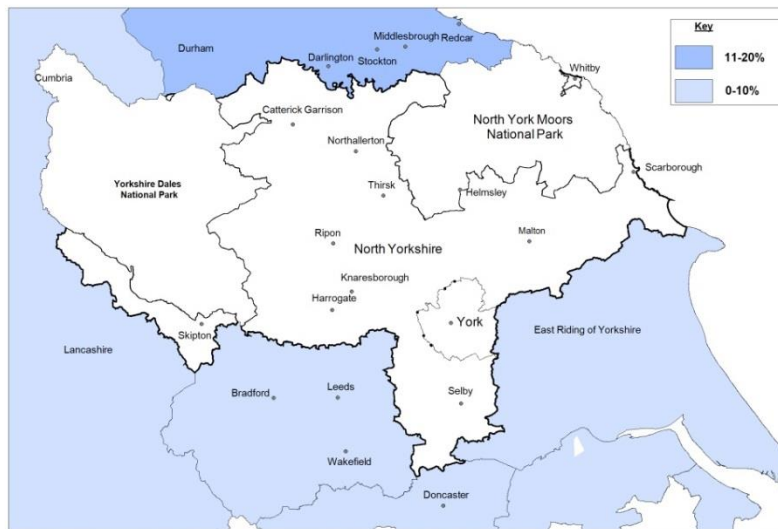 Key
11-20%
0-10%
Durham
Middlesbrough
Redcar
Darlington
Stockton
Cumbria
Whitby
Catterick Garrison
North York Moors
National Park
Northallerton
Scarborough
Yorkshire Dales
National Park
Thirsk
Helmsley
Ripon
North Yorkshire
Malton
Knaresborough
Harrogate
York
Skipton
East Riding of Yorkshire
Lancashire
Bradford
Leeds
Selby
Wakefield
Doncaster